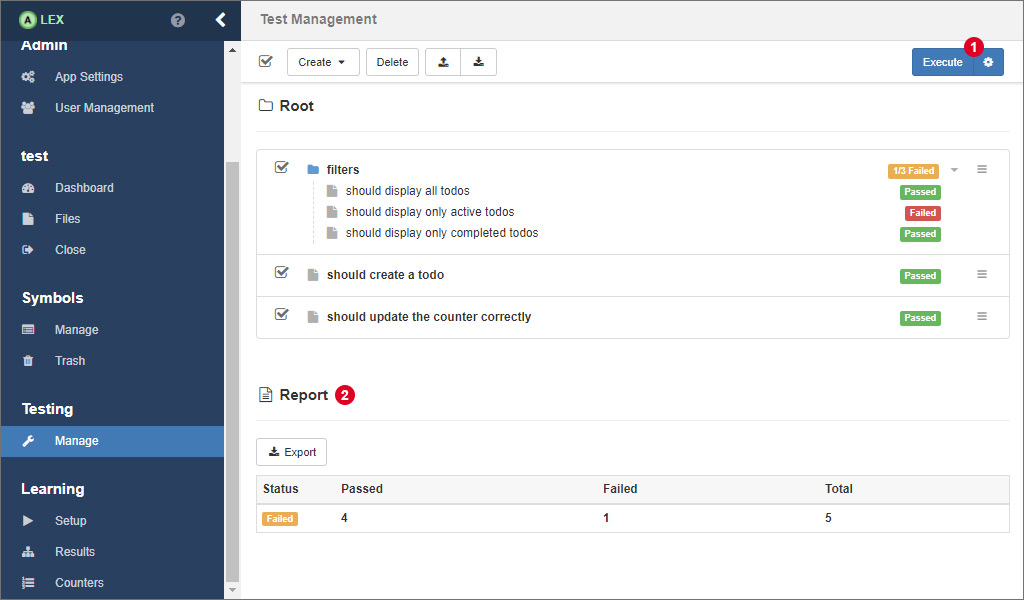 A LEX ?
Test Management
Admin
App Settings
User Management
test
Dashboard
Files
Close
Symbols
Manage
Trash
Testing
Manage
Learning
Setup
Results
Counters
Create Delete
Execute 1
Root
filters 1/3 Failed
should display all todos Passed
should display only active todos Failed
should display only completed todos Passed
should create a todo Passed
should update the counter correctly Passed
Report 2
Export
Status Passed Failed Total
Failed 4 1 5